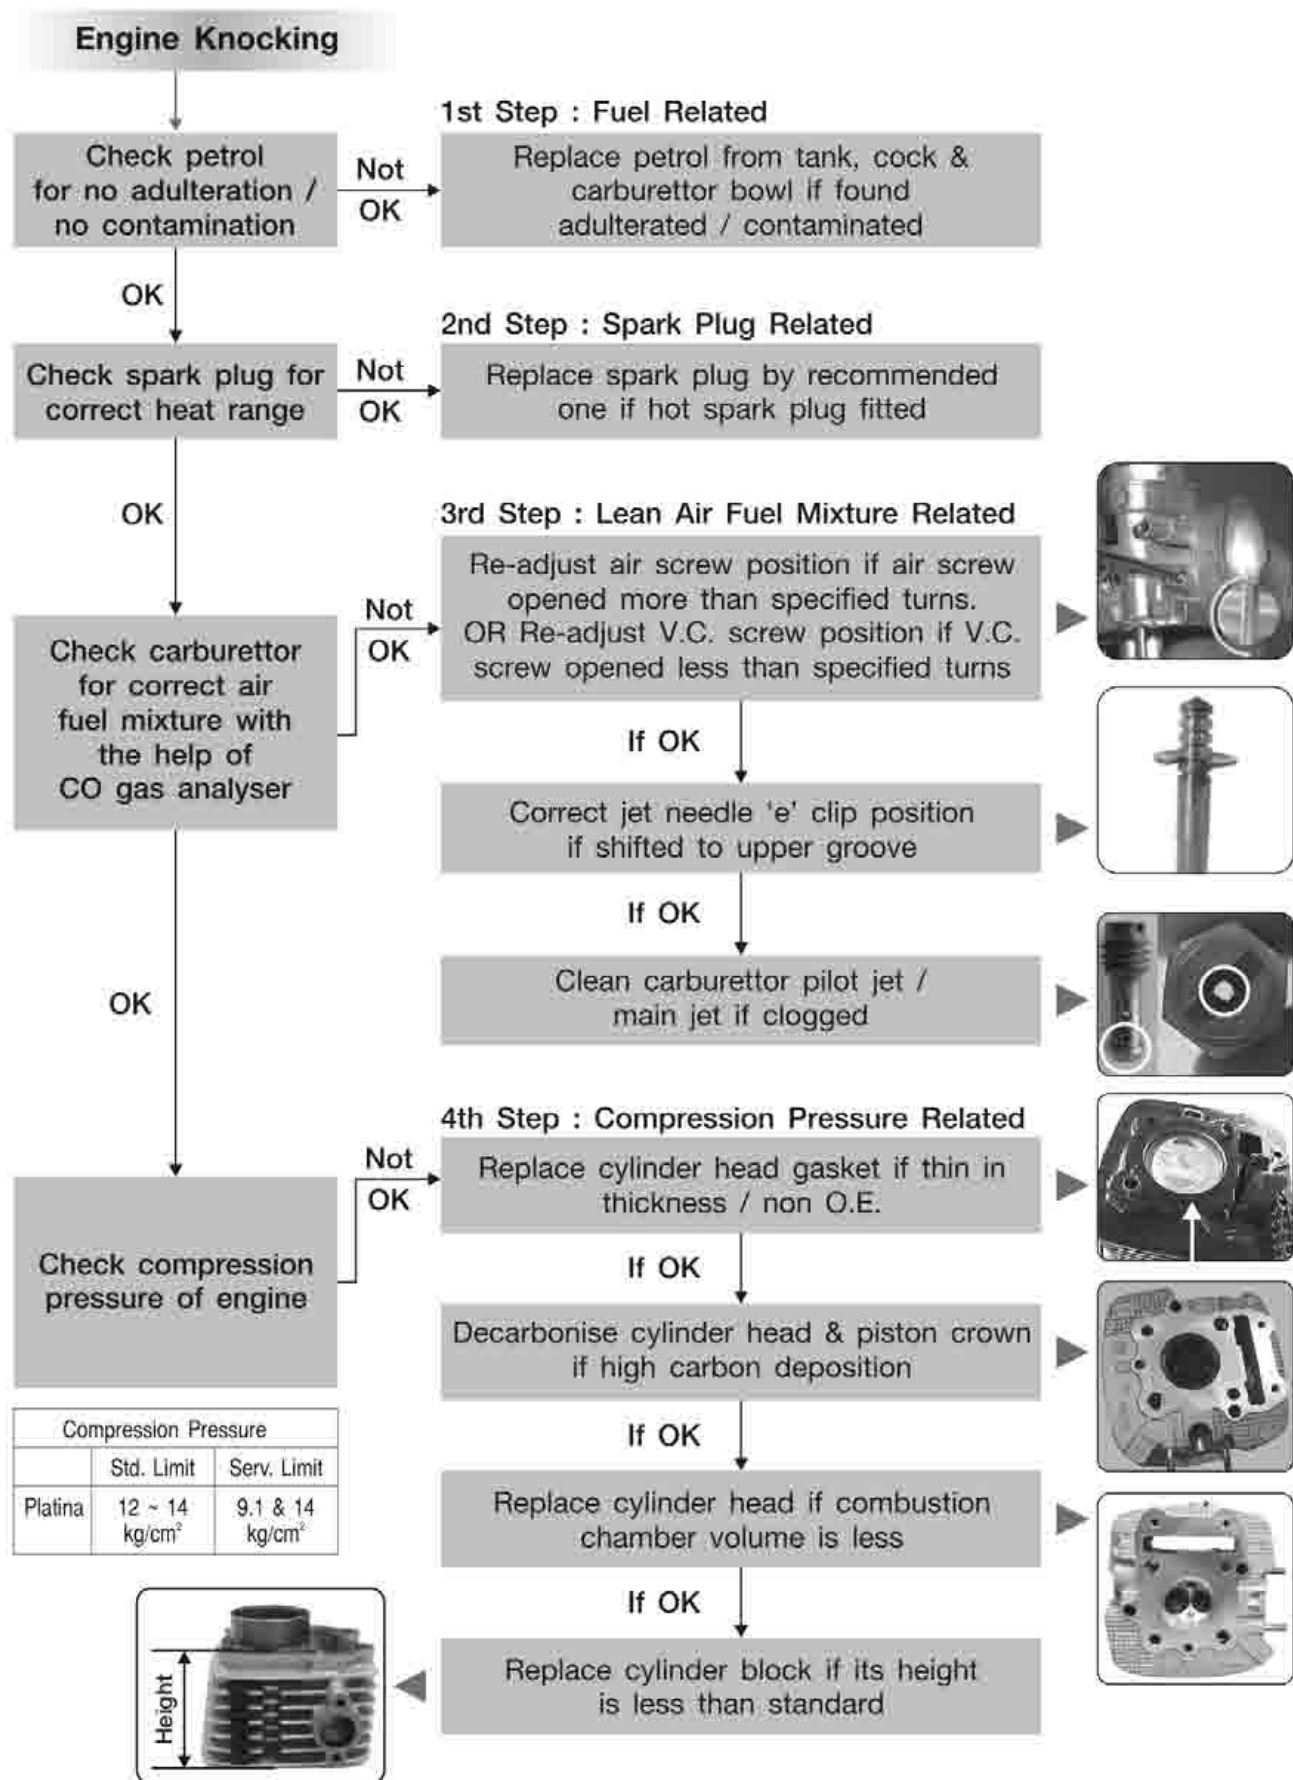 Engine Knocking
1st Step : Fuel Related
Check petrol
for no adulteration /
no contamination
Not
OK
Replace petrol from tank, cock &
carburettor bowl if found
adulterated / contaminated
OK
2nd Step : Spark Plug Related
Check spark plug for
correct heat range
Not
OK
Replace spark plug by recommended
one if hot spark plug fitted
OK
3rd Step : Lean Air Fuel Mixture Related
Check carburettor
for correct air
fuel mixture with
the help of
CO gas analyser
Not
OK
Re-adjust air screw position if air screw
opened more than specified turns.
OR Re-adjust V.C. screw position if V.C.
screw opened less than specified turns
If OK
Correct jet needle 'e' clip position
if shifted to upper groove
If OK
Clean carburettor pilot jet /
main jet if clogged
OK
4th Step : Compression Pressure Related
Check compression
pressure of engine
Not
OK
Replace cylinder head gasket if thin in
thickness / non O.E.
If OK
Decarbonise cylinder head & piston crown
if high carbon deposition
If OK
Replace cylinder head if combustion
chamber volume is less
If OK
Replace cylinder block if its height
is less than standard
Compression Pressure
Std. Limit Serv. Limit
Platina 12 ~ 14 9.1 & 14
kg/cm² kg/cm²
Height